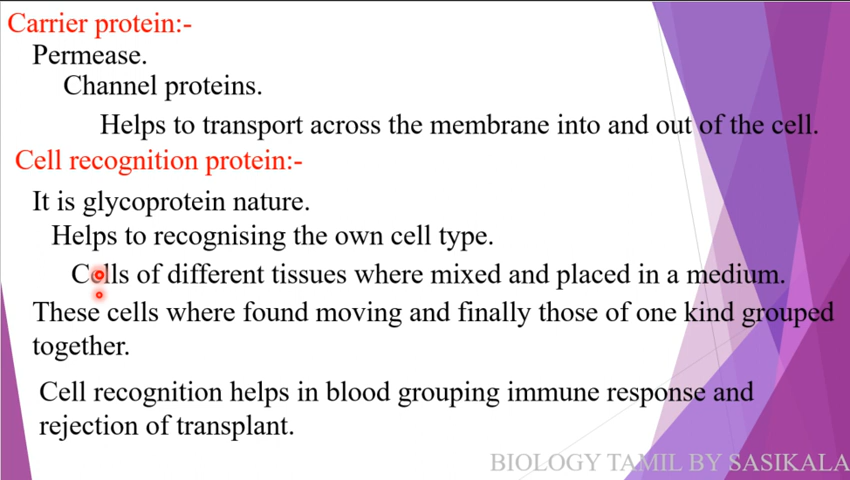 Carrier protein:-
Permease.
Channel proteins.
Helps to transport across the membrane into and out of the cell.
Cell recognition protein:-
It is glycoprotein nature.
Helps to recognising the own cell type.
Cells of different tissues where mixed and placed in a medium.
These cells where found moving and finally those of one kind grouped
together.
Cell recognition helps in blood grouping immune response and
rejection of transplant.
BIOLOGY TAMIL BY SASIKALA